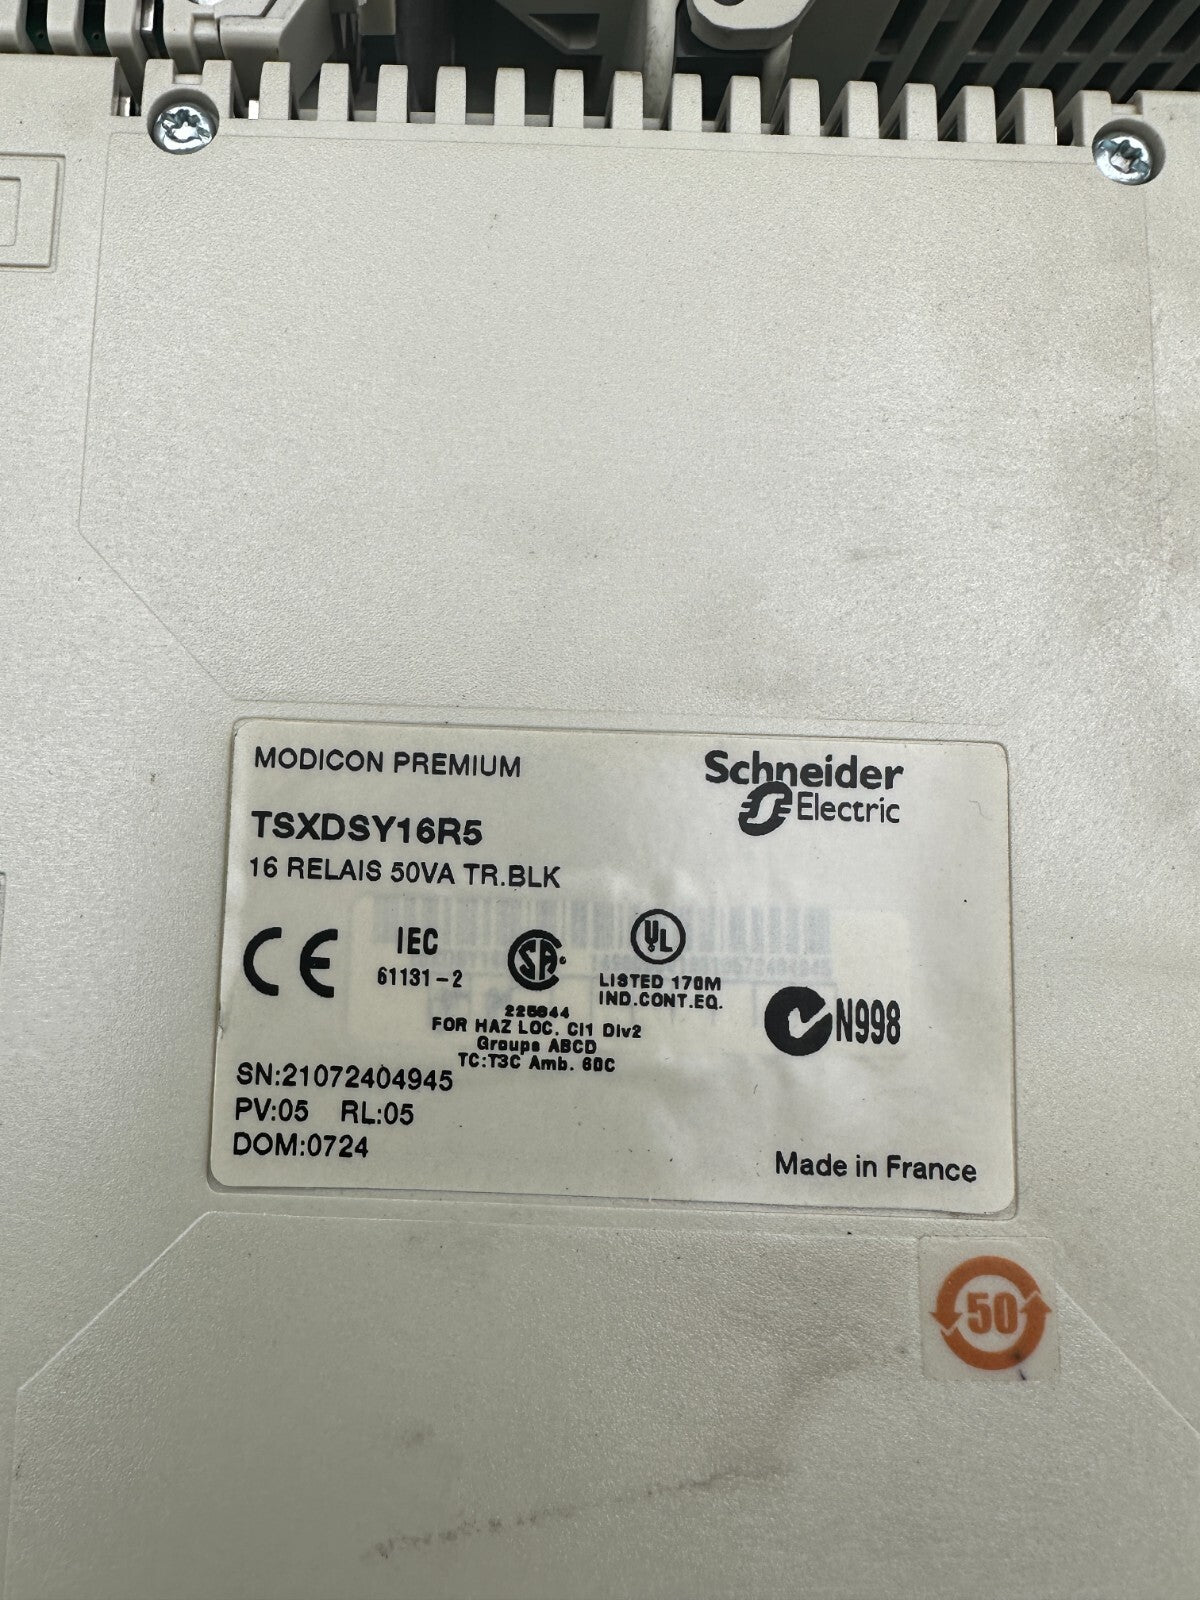 MODICON PREMIUM
Schneider
Electric
TSXDSY16R5
16 RELAIS 50VA TR.BLK
CE
IEC
61131-2
SA
UL
LISTED 170M
IND.CONT.EQ.
225844
FOR HAZ LOC. Cl1 Div2
Groups ABCD
TC:T3C Amb. 60C
N998
SN:21072404945
PV:05 RL:05
DOM:0724
Made in France
50